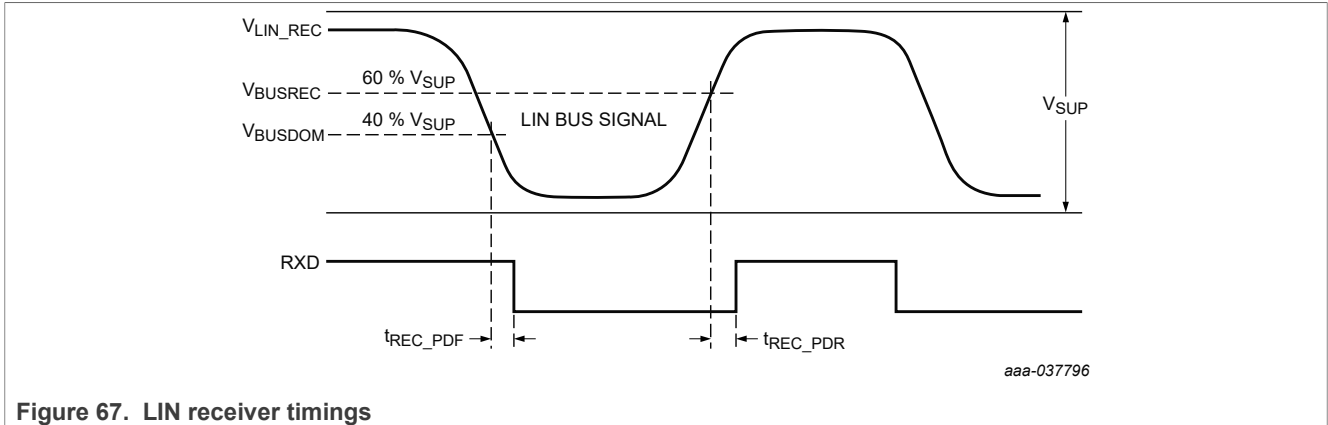 VLIN_REC
60 % VSUP
VBUSREC
LIN BUS SIGNAL
40 % VSUP
VBUSDOM
VSUP
RXD
tREC_PDF
tREC_PDR
aaa-037796
Figure 67. LIN receiver timings